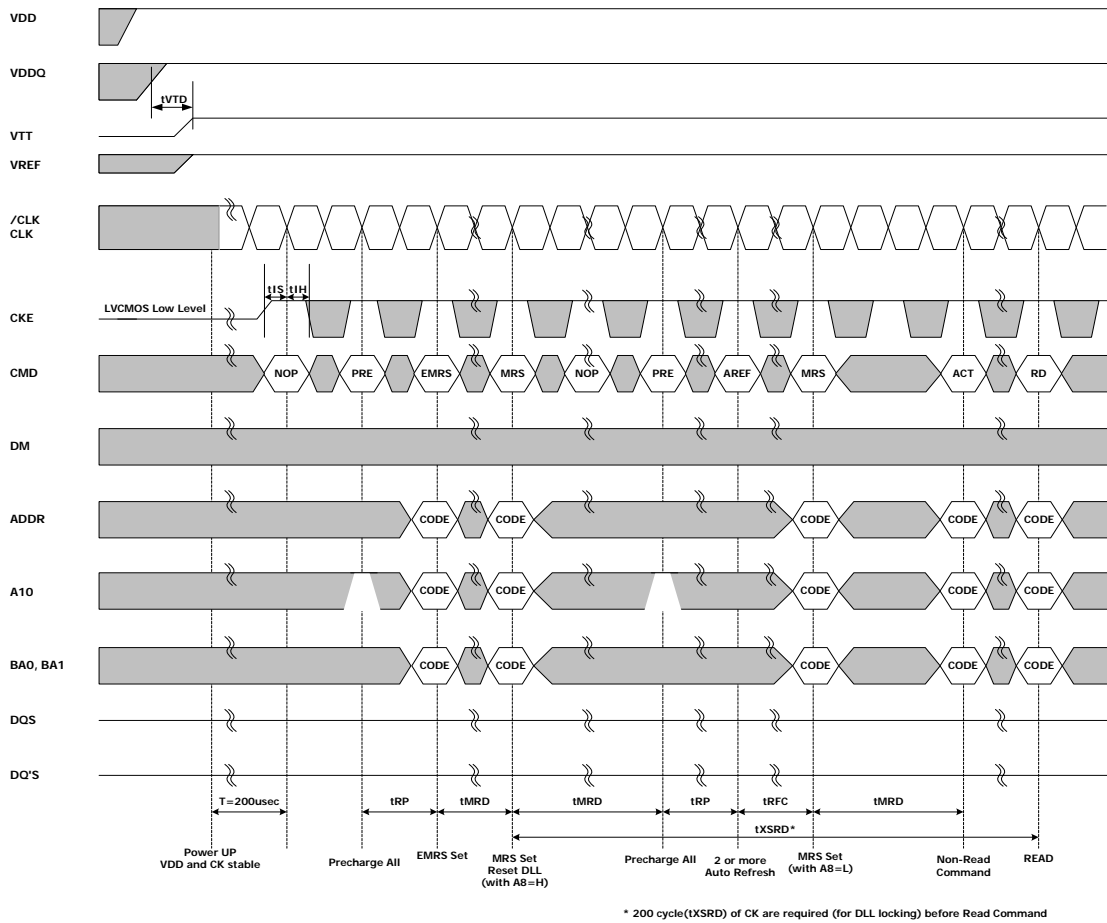 VDD
VDDQ
tVTD
VTT
VREF
/CLK
CLK
tIS tIH
CKE
LVCMOS Low Level
CMD
NOP PRE EMRS MRS NOP PRE AREF MRS ACT RD
DM
ADDR
CODE CODE CODE CODE CODE
A10
CODE CODE CODE CODE CODE
BA0, BA1
CODE CODE CODE CODE CODE
DQS
DQ'S
T=200usec
tRP tMRD tMRD tRP tRFC tMRD
tXSRD*
Power UP
VDD and CK stable
Precharge All
EMRS Set
MRS Set
Reset DLL
(with A8=H)
Precharge All
2 or more
Auto Refresh
MRS Set
(with A8=L)
Non-Read
Command
READ
* 200 cycle(tXSRD) of CK are required (for DLL locking) before Read Command